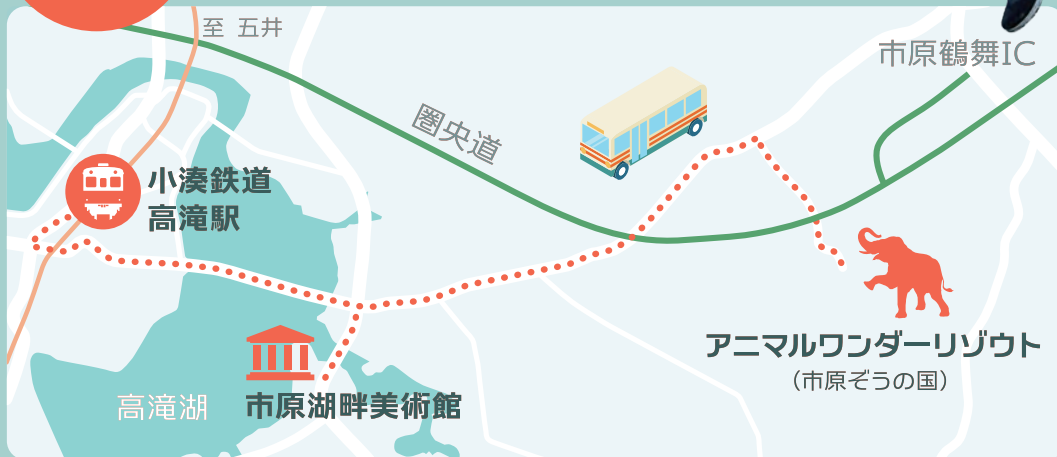 至 五井
市原鶴舞IC
圏央道
小湊鉄道
高滝駅
アニマルワンダーリゾウト
（市原ぞうの国）
高滝湖
市原湖畔美術館